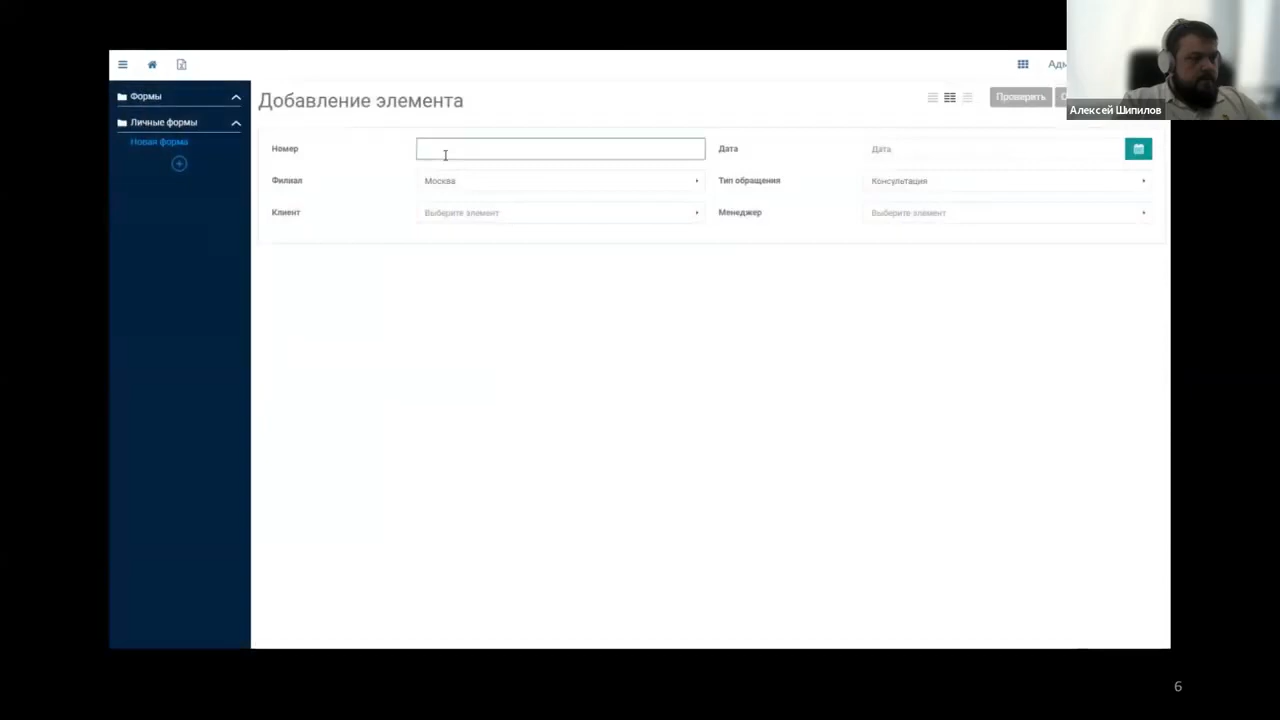 Алексей Шипилов
Формы
Личные формы
Новая форма
Добавление элемента
Проверить
Номер
Дата
Дата
Филиал
Москва
Тип обращения
Консультация
Клиент
Выберите элемент
Менеджер
Выберите элемент
6